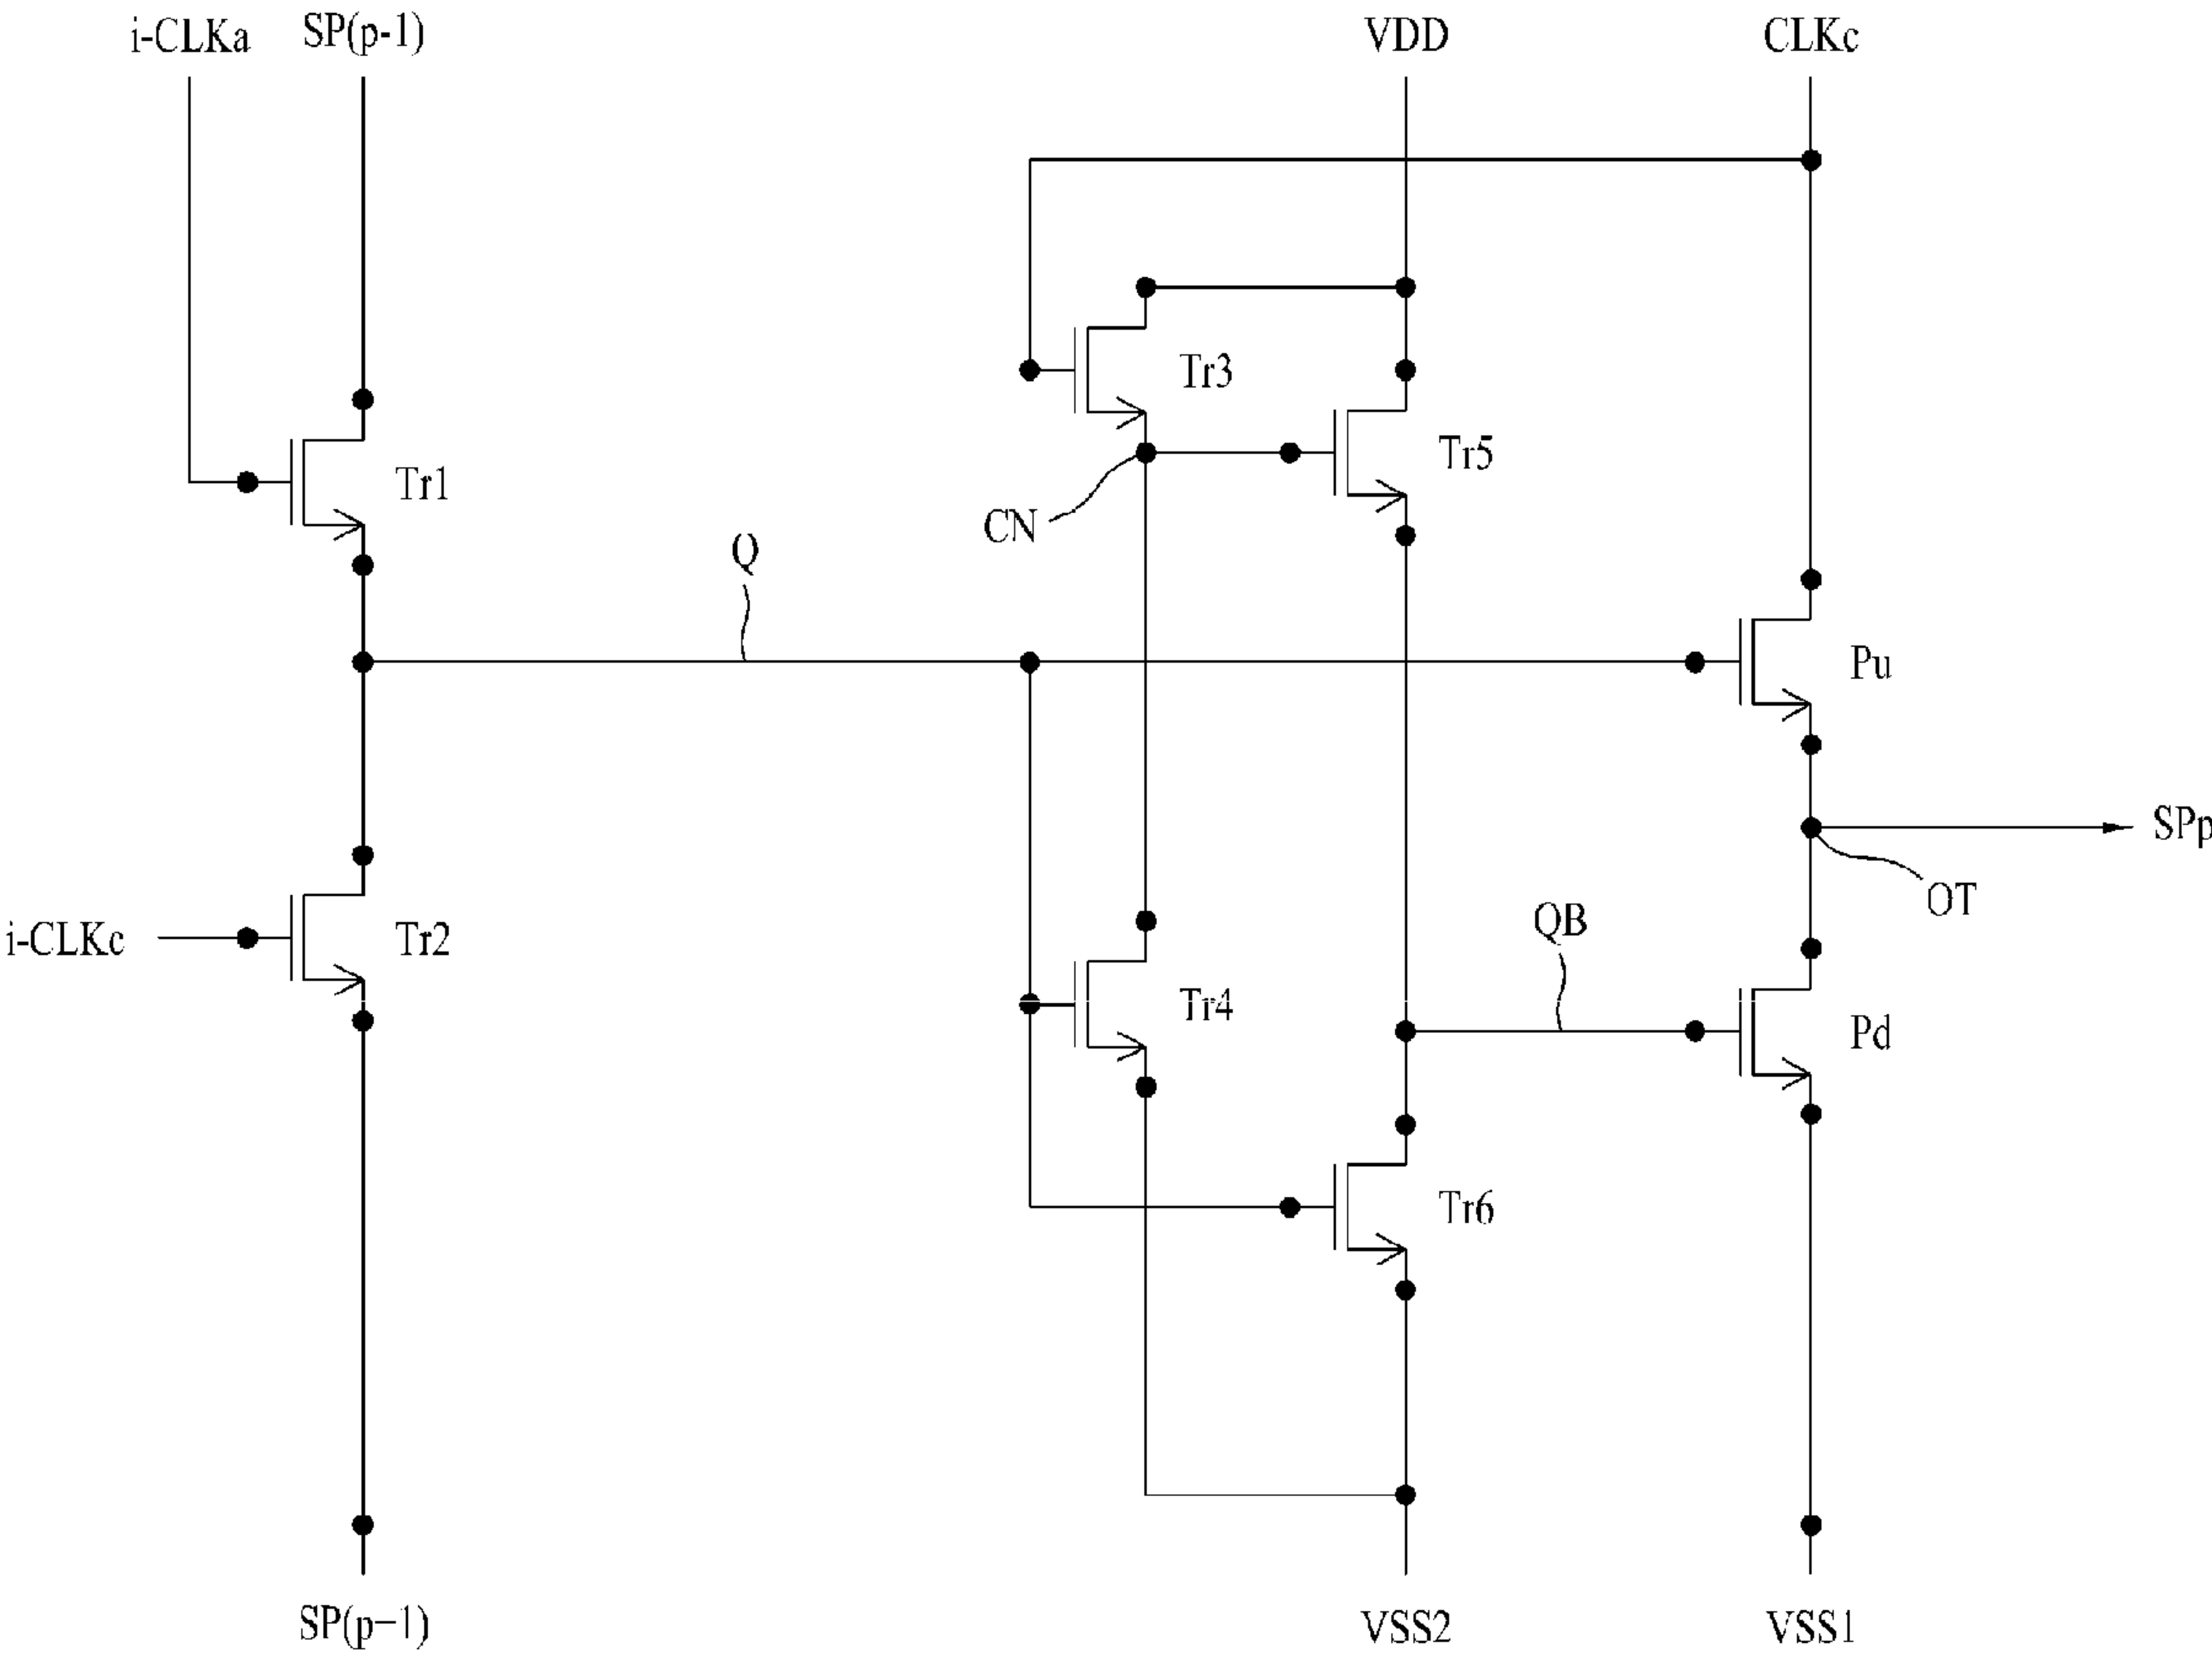 i-CLKa
SP(p-1)
VDD
CLKc
Tr3
Tr5
Tr1
CN
Q
Pu
SPp
OT
QB
i-CLKc
Tr2
Tr4
Pd
Tr6
SP(p-1)
VSS2
VSS1